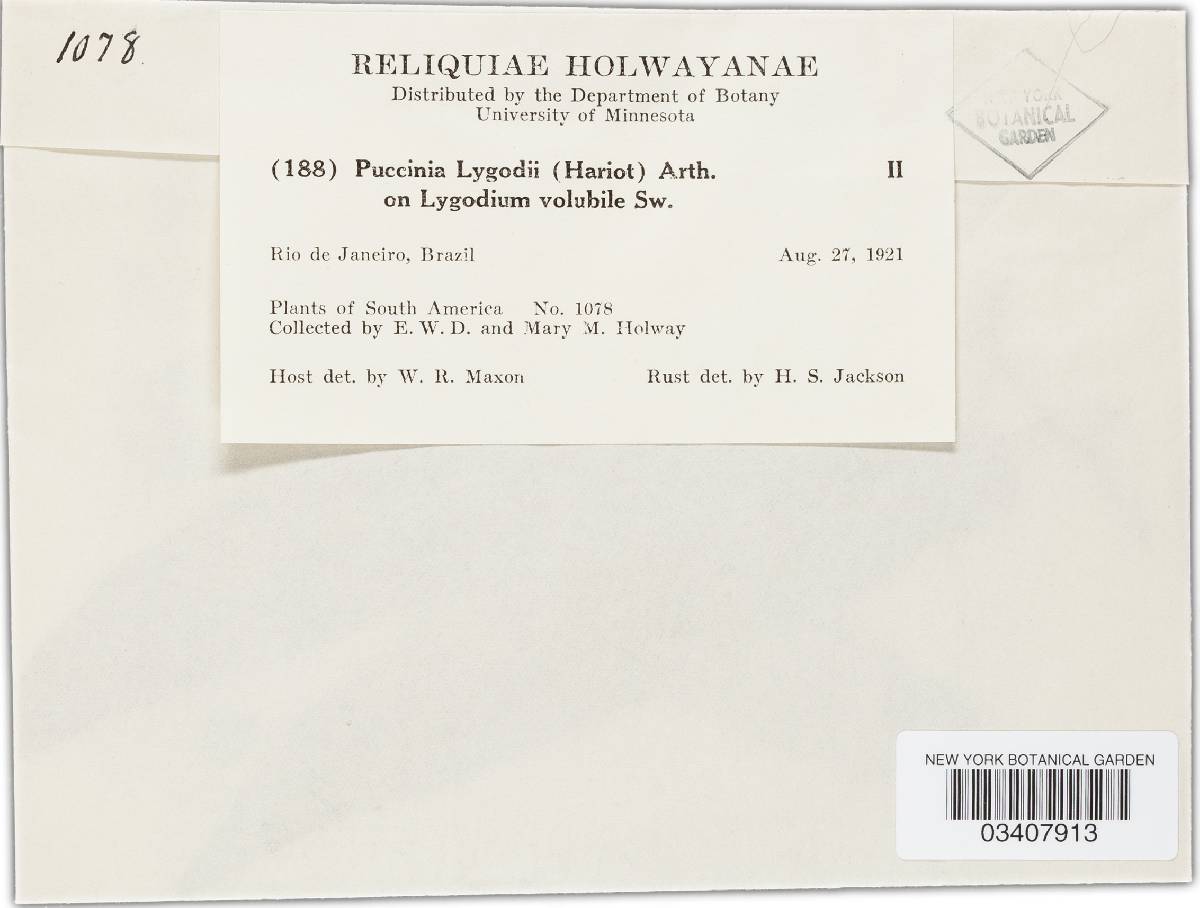 1078.
RELIQUIAE HOLWAYANAE
Distributed by the Department of Botany
University of Minnesota
(188) Puccinia Lygodii (Hariot) Arth. II
on Lygodium volubile Sw.
Rio de Janeiro, Brazil Aug. 27, 1921
Plants of South America No. 1078
Collected by E. W. D. and Mary M. Holway
Host det. by W. R. Maxon Rust det. by H. S. Jackson
NEW YORK
BOTANICAL
GARDEN
NEW YORK BOTANICAL GARDEN
03407913